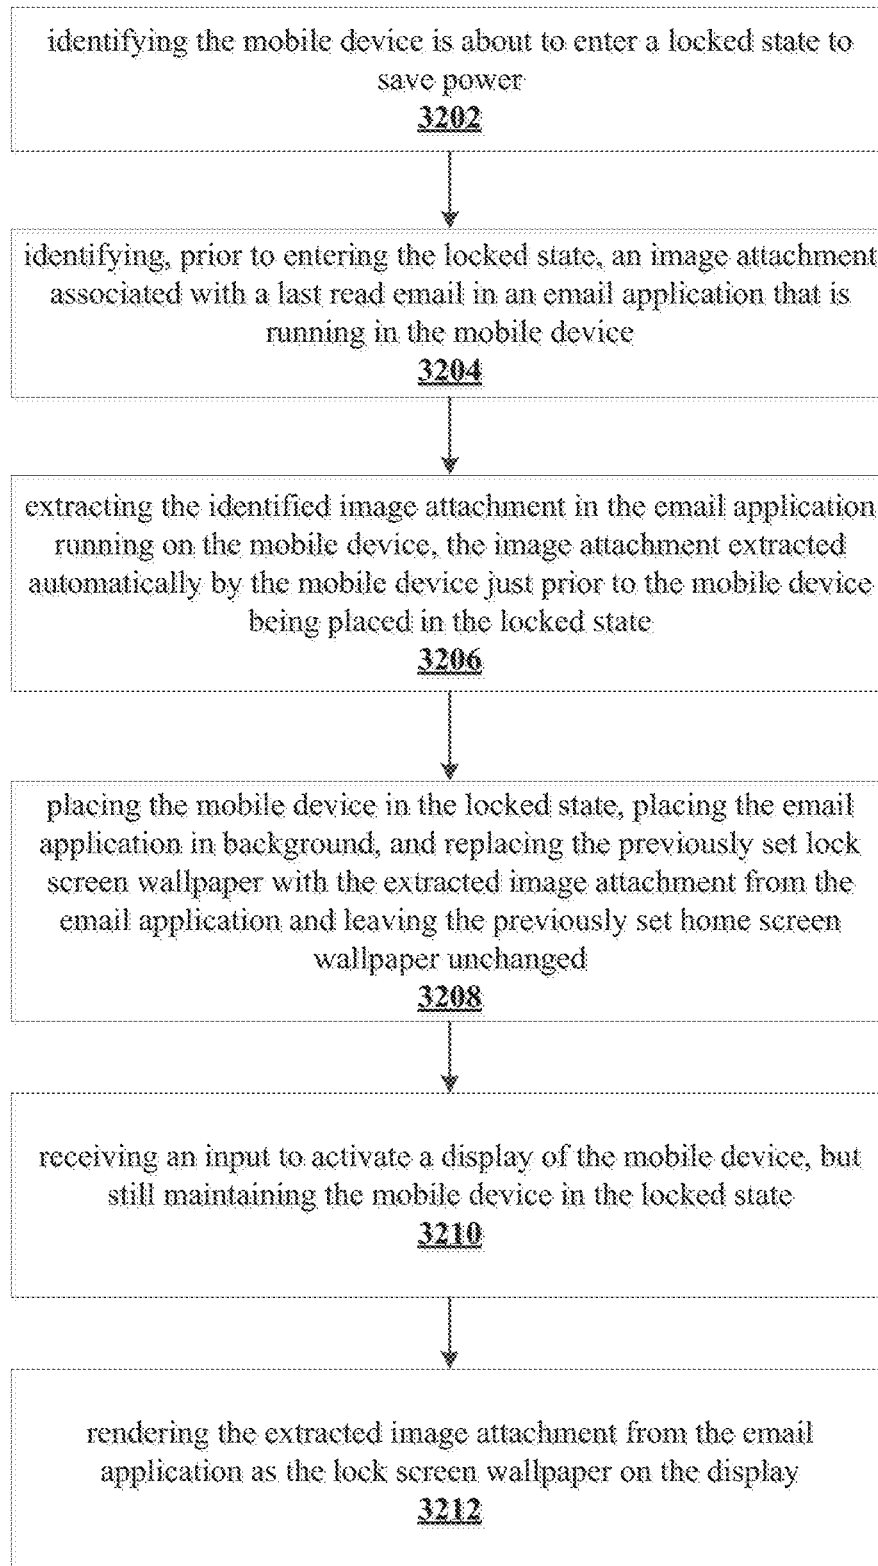 identifying the mobile device is about to enter a locked state to
save power
3202
identifying, prior to entering the locked state, an image attachment
associated with a last read email in an email application that is
running in the mobile device
3204
extracting the identified image attachment in the email application
running on the mobile device, the image attachment extracted
automatically by the mobile device just prior to the mobile device
being placed in the locked state
3206
placing the mobile device in the locked state, placing the email
application in background, and replacing the previously set lock
screen wallpaper with the extracted image attachment from the
email application and leaving the previously set home screen
wallpaper unchanged
3208
receiving an input to activate a display of the mobile device, but
still maintaining the mobile device in the locked state
3210
rendering the extracted image attachment from the email
application as the lock screen wallpaper on the display
3212